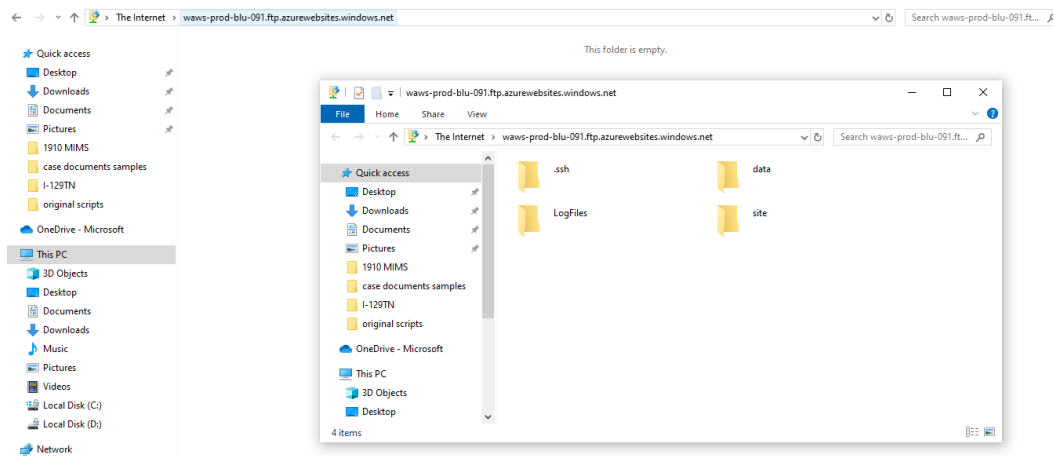 The Internet > waws-prod-blu-091.ftp.azurewebsites.windows.net
Search waws-prod-blu-091.ft...
This folder is empty.
Quick access
Desktop
Downloads
Documents
Pictures
1910 MIMS
case documents samples
I-129TN
original scripts
OneDrive - Microsoft
This PC
3D Objects
Desktop
Documents
Downloads
Music
Pictures
Videos
Local Disk (C:)
Local Disk (D:)
Network
waws-prod-blu-091.ftp.azurewebsites.windows.net
File Home Share View
The Internet > waws-prod-blu-091.ftp.azurewebsites.windows.net
Search waws-prod-blu-091.ft...
Quick access
Desktop
Downloads
Documents
Pictures
1910 MIMS
case documents samples
I-129TN
original scripts
OneDrive - Microsoft
This PC
3D Objects
Desktop
.ssh data
LogFiles site
4 items